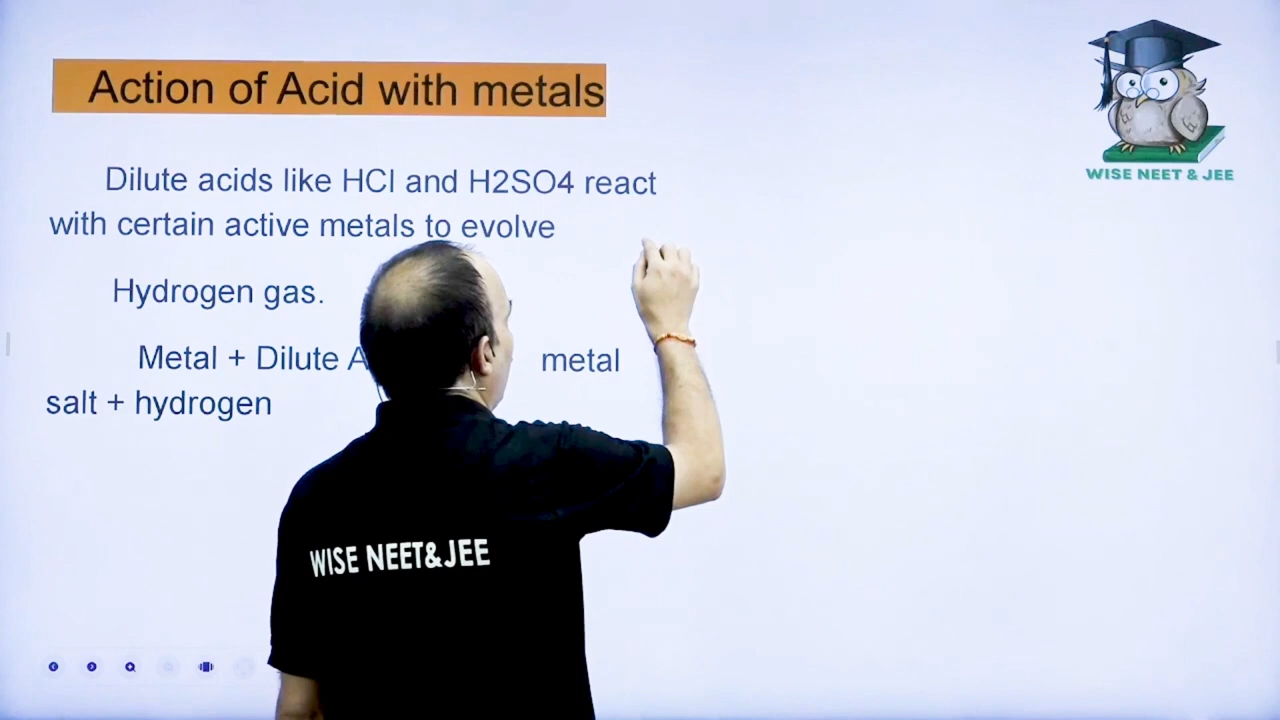 Action of Acid with metals
Dilute acids like HCl and H2SO4 react
with certain active metals to evolve
Hydrogen gas.
Metal + Dilute A metal
salt + hydrogen
WISE NEET & JEE
WISE NEET&JEE